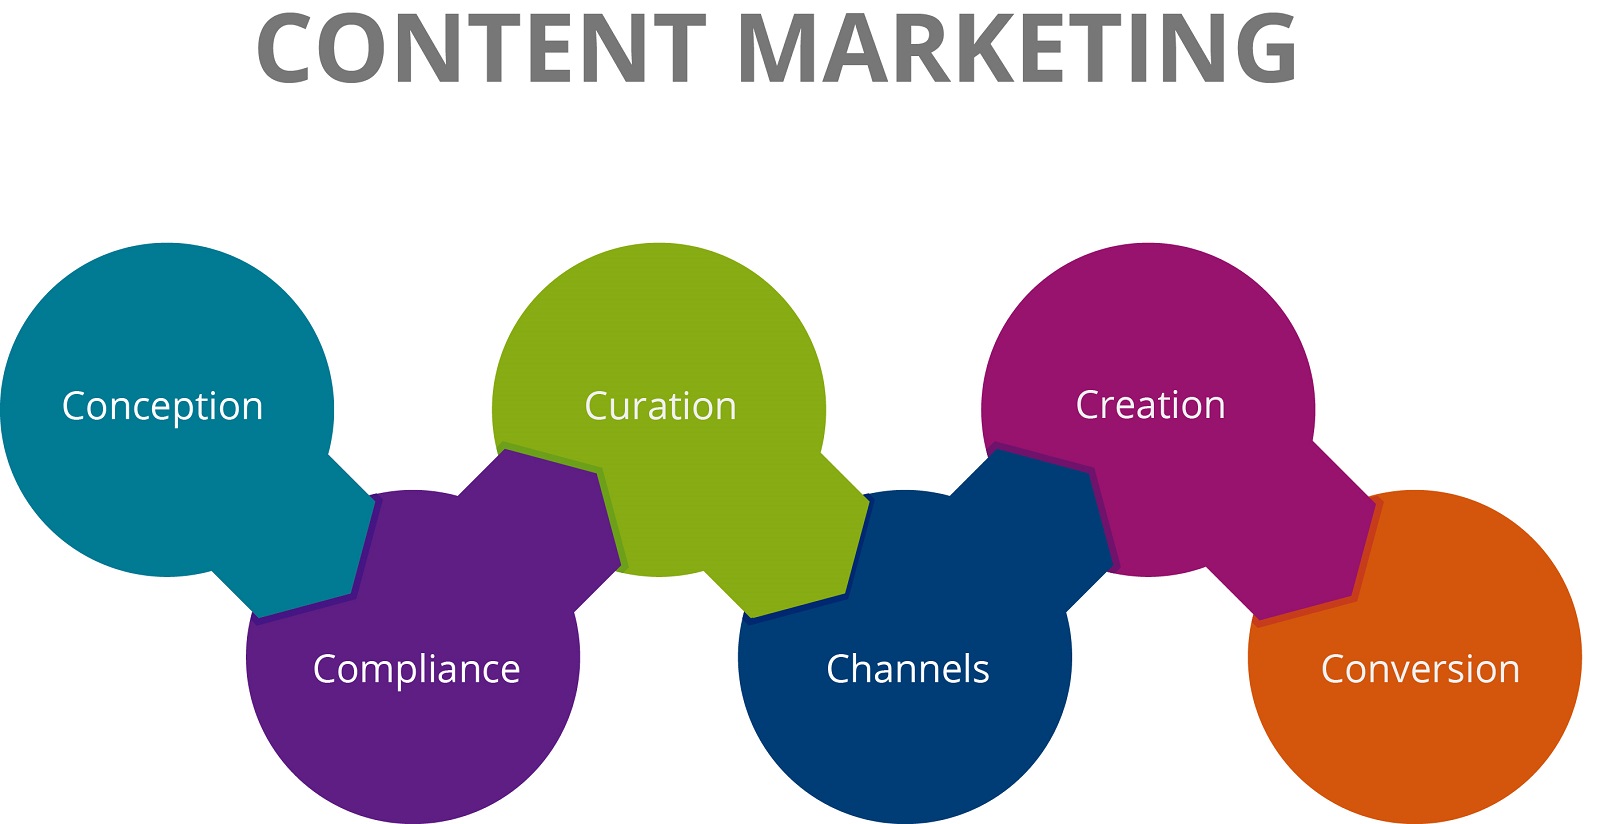 CONTENT MARKETING
Conception
Compliance
Curation
Channels
Creation
Conversion